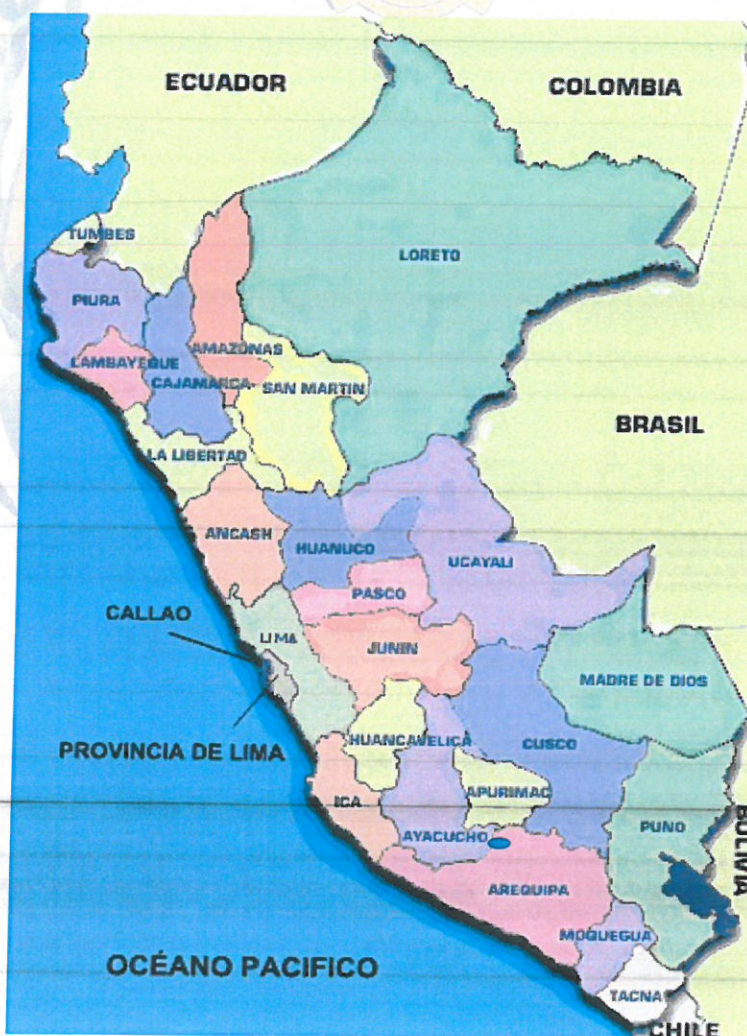 ECUADOR
COLOMBIA
TUMBES
LORETO
PIURA
AMAZONAS
LAMBAYEQUE
CAJAMARCA
SAN MARTIN
BRASIL
LA LIBERTAD
ANCASH
HUANUCO
UCAYALI
PASCO
CALLAO
LIMA
JUNIN
MADRE DE DIOS
PROVINCIA DE LIMA
HUANCAVELICA
CUSCO
APURIMAC
ICA
AYACUCHO
PUNO
BOLIVIA
AREQUIPA
MOQUEGUA
OCÉANO PACIFICO
TACNA
CHILE